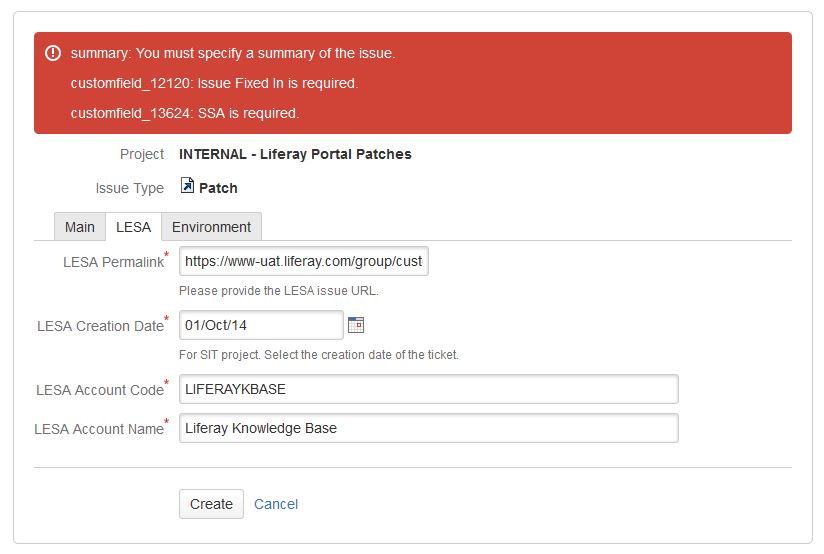 summary: You must specify a summary of the issue.
customfield_12120: Issue Fixed In is required.
customfield_13624: SSA is required.
Project INTERNAL - Liferay Portal Patches
Issue Type Patch
Main LESA Environment
LESA Permalink* https://www-uat.liferay.com/group/cust
Please provide the LESA issue URL.
LESA Creation Date* 01/Oct/14
For SIT project. Select the creation date of the ticket.
LESA Account Code* LIFERAYKBASE
LESA Account Name* Liferay Knowledge Base
Create Cancel